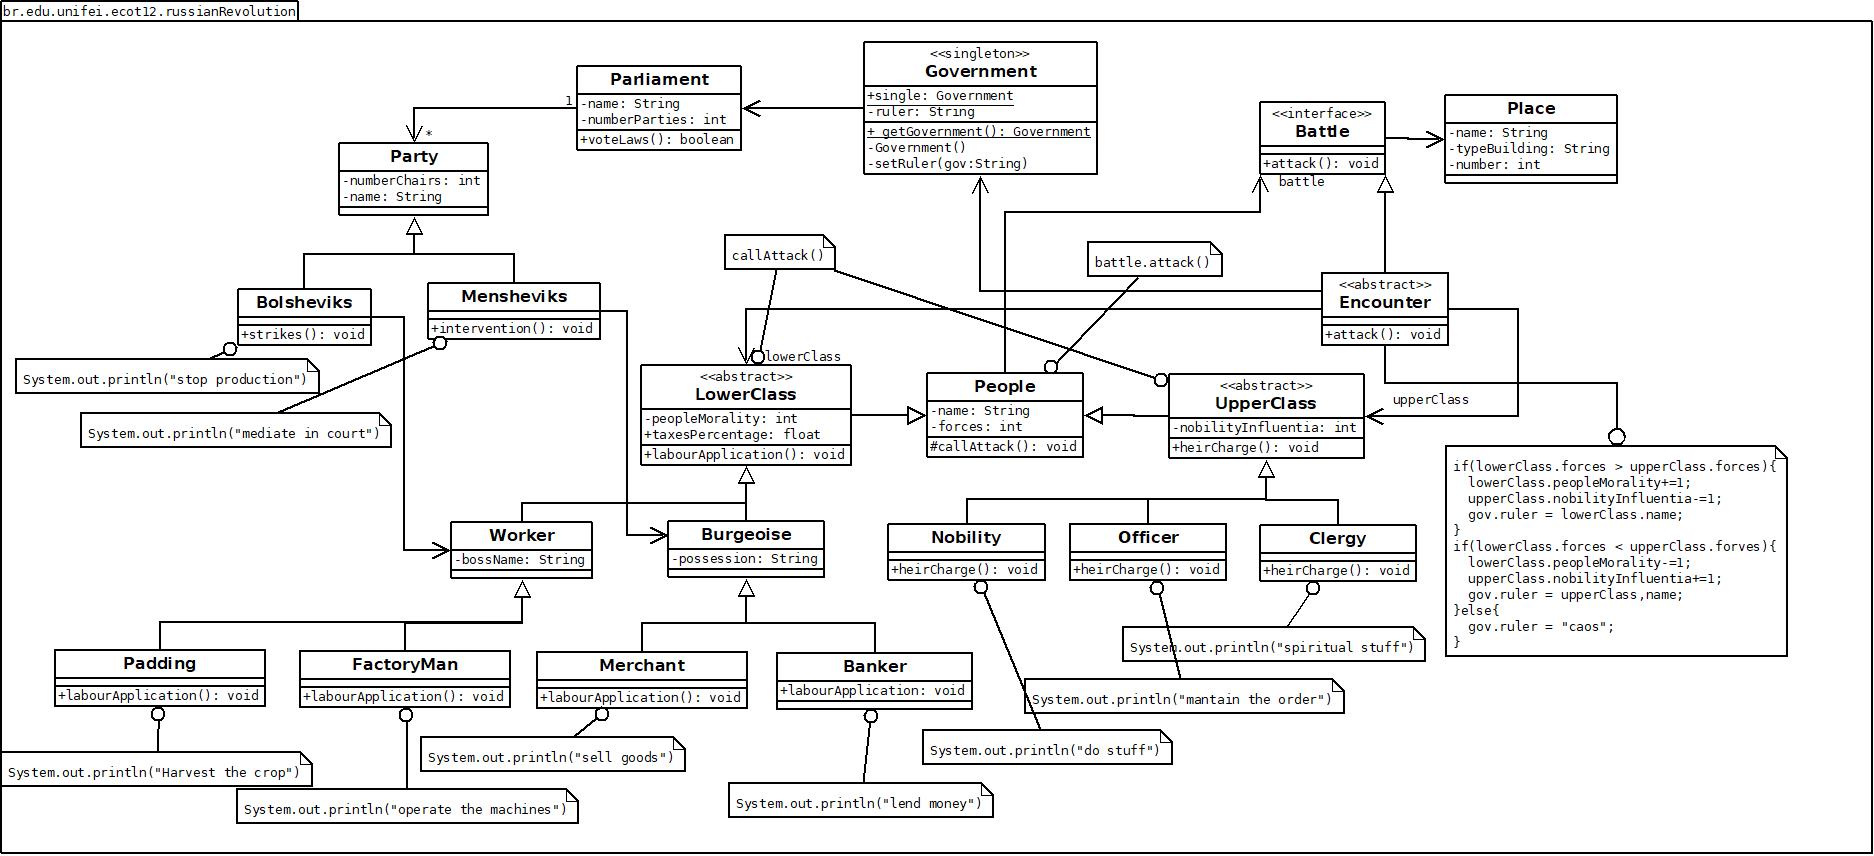 br.edu.unifei.ecot12.russianRevolution
<<singleton>>
Government
+single: Government
-ruler: String
+ getGovernment(): Government
-Government()
-setRuler(gov:String)
Parliament
-name: String
-numberParties: int
+voteLaws(): boolean
1
*
<<interface>>
Battle
+attack(): void
battle
Place
-name: String
-typeBuilding: String
-number: int
Party
-numberChairs: int
-name: String
callAttack()
battle.attack()
<<abstract>>
Encounter
+attack(): void
Bolsheviks
+strikes(): void
Mensheviks
+intervention(): void
System.out.println("stop production")
System.out.println("mediate in court")
lowerClass
<<abstract>>
LowerClass
-peopleMorality: int
+taxesPercentage: float
+labourApplication(): void
People
-name: String
-forces: int
#callAttack(): void
<<abstract>>
UpperClass
-nobilityInfluentia: int
+heirCharge(): void
upperClass
if(lowerClass.forces > upperClass.forces){
lowerClass.peopleMorality+=1;
upperClass.nobilityInfluentia-=1;
gov.ruler = lowerClass.name;
}
if(lowerClass.forces < upperClass.forves){
lowerClass.peopleMorality-=1;
upperClass.nobilityInfluentia+=1;
gov.ruler = upperClass,name;
}else{
gov.ruler = "caos";
}
Worker
-bossName: String
Burgeoise
-possession: String
Nobility
+heirCharge(): void
Officer
+heirCharge(): void
Clergy
+heirCharge(): void
System.out.println("spiritual stuff")
System.out.println("mantain the order")
System.out.println("do stuff")
Padding
+labourApplication(): void
FactoryMan
+labourApplication(): void
Merchant
+labourApplication(): void
Banker
+labourApplication: void
System.out.println("Harvest the crop")
System.out.println("operate the machines")
System.out.println("sell goods")
System.out.println("lend money")